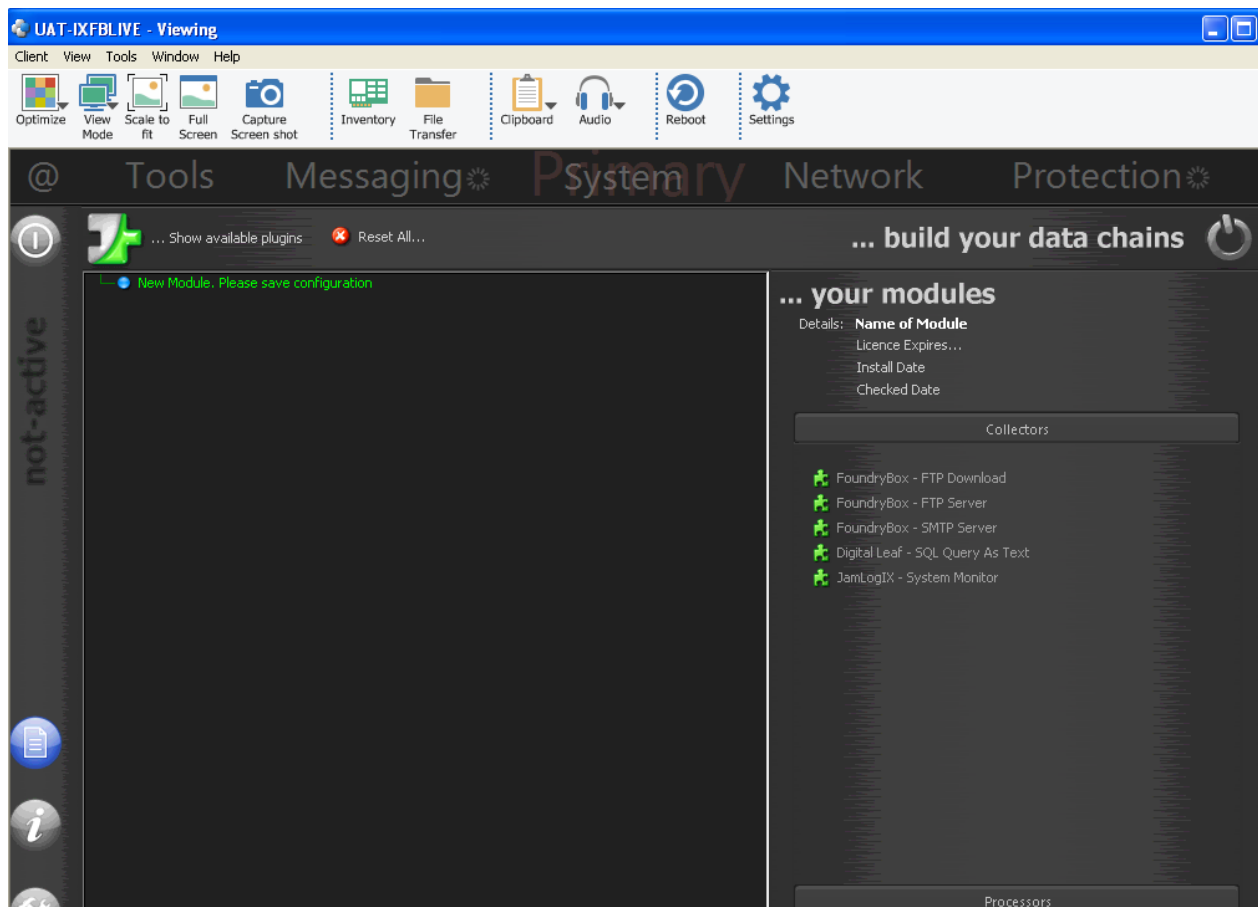 UAT-IXFBLIVE - Viewing
Client View Tools Window Help
Optimize View Mode Scale to fit Full Screen Capture Screen shot Inventory File Transfer Clipboard Audio Reboot Settings
@ Tools Messaging Primary System Network Protection
... Show available plugins Reset All... ... build your data chains
New Module. Please save configuration
not-active
... your modules
Details: Name of Module
Licence Expires...
Install Date
Checked Date
Collectors
FoundryBox - FTP Download
FoundryBox - FTP Server
FoundryBox - SMTP Server
Digital Leaf - SQL Query As Text
JamLogIX - System Monitor
Processors